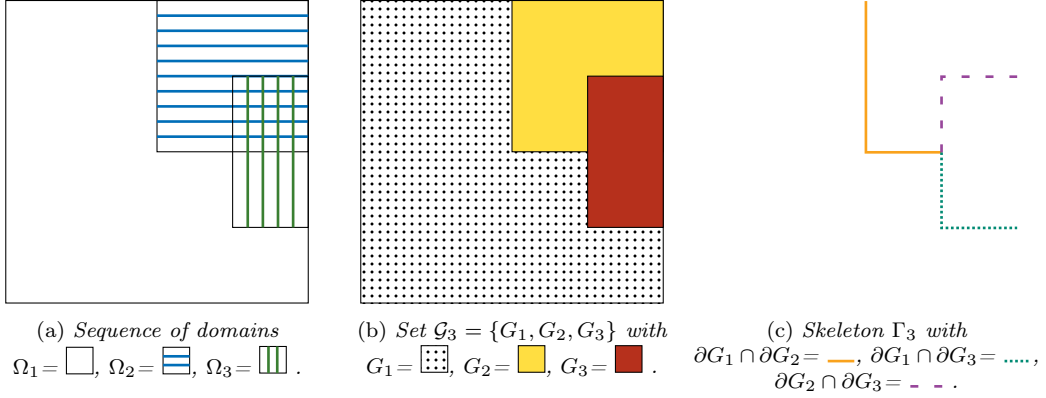 (a) Sequence of domains
Ω₁= , Ω₂= , Ω₃= .
(b) Set 𝒢₃ = {G₁, G₂, G₃} with
G₁= , G₂= , G₃= .
(c) Skeleton Γ₃ with
∂G₁ ∩ ∂G₂= , ∂G₁ ∩ ∂G₃= ,
∂G₂ ∩ ∂G₃= .